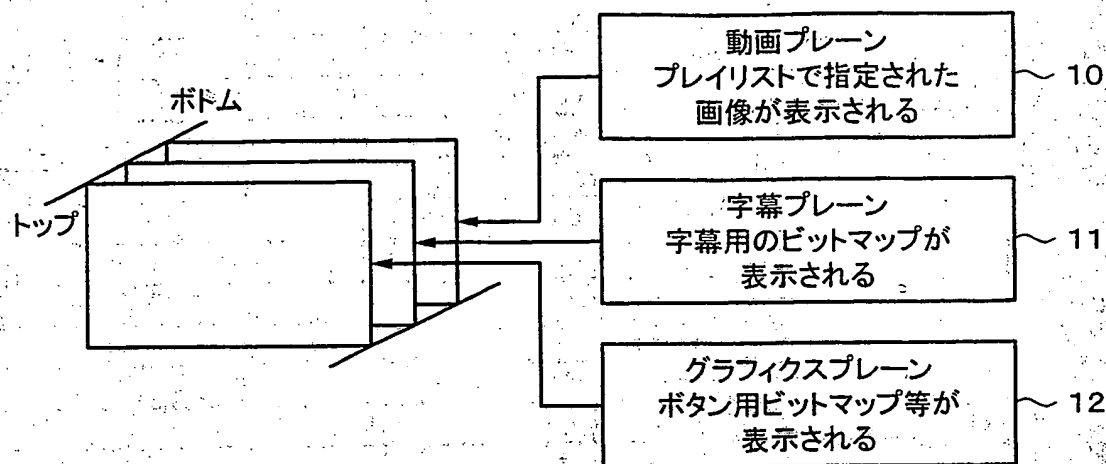 ボトム
トップ
動画プレーン
プレイリストで指定された
画像が表示される
10
字幕プレーン
字幕用のビットマップが
表示される
11
グラフィクスプレーン
ボタン用ビットマップ等が
表示される
12